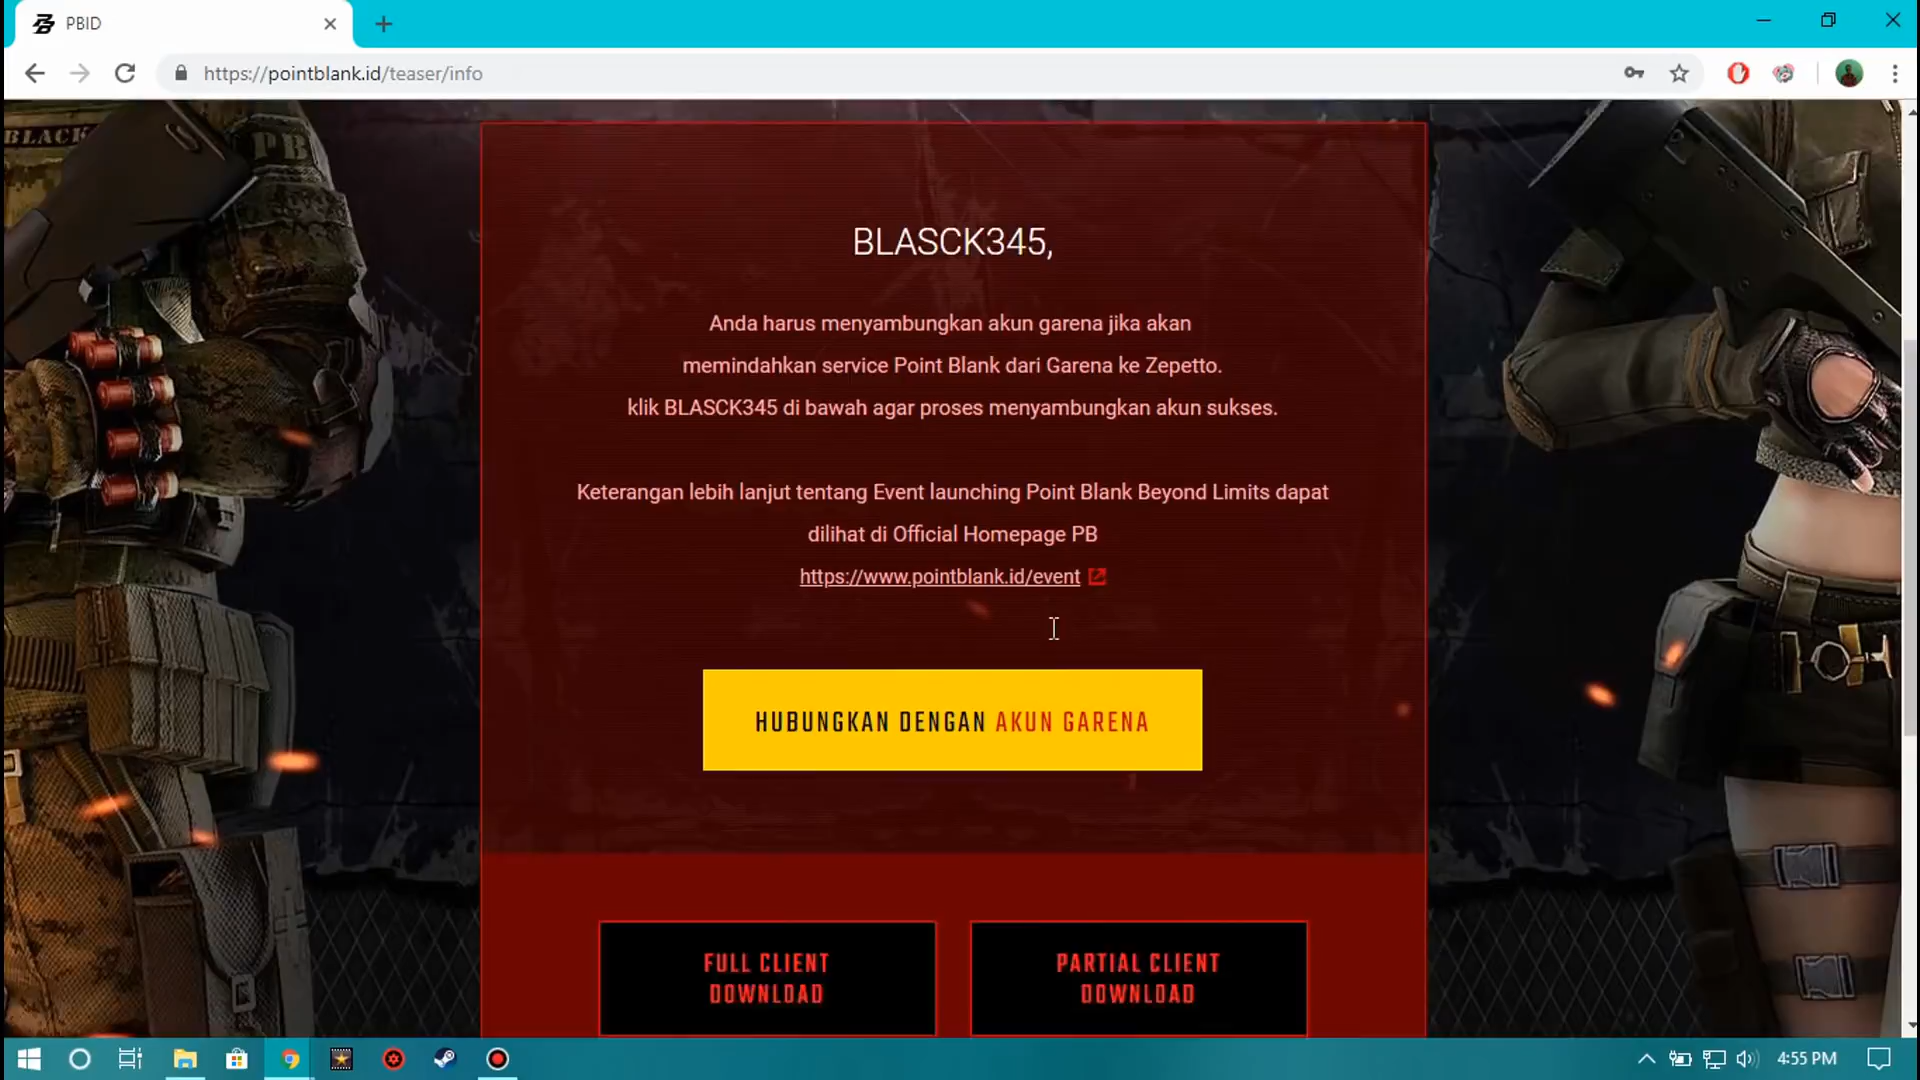 PBID
https://pointblank.id/teaser/info
BLACK
PB
BLASCK345,
Anda harus menyambungkan akun garena jika akan
memindahkan service Point Blank dari Garena ke Zepetto.
klik BLASCK345 di bawah agar proses menyambungkan akun sukses.
Keterangan lebih lanjut tentang Event launching Point Blank Beyond Limits dapat
dilihat di Official Homepage PB
https://www.pointblank.id/event
HUBUNGKAN DENGAN AKUN GARENA
FULL CLIENT
DOWNLOAD
PARTIAL CLIENT
DOWNLOAD
4:55 PM